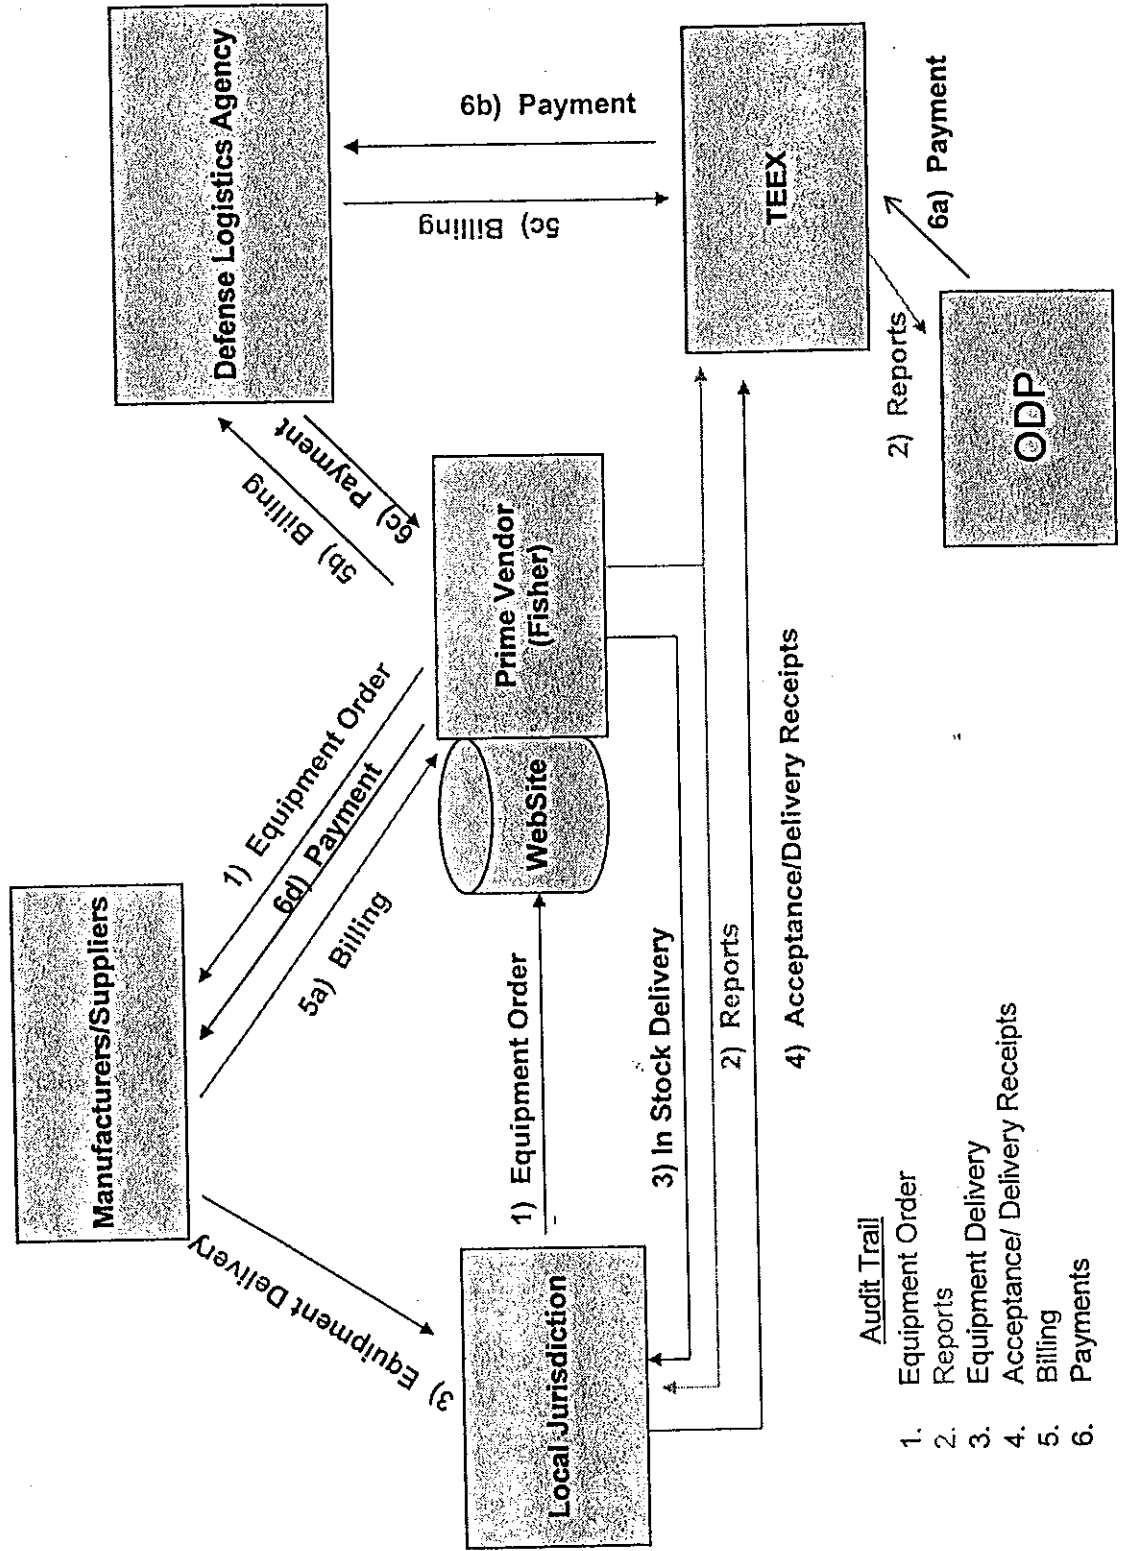 Manufacturers/Suppliers
Defense Logistics Agency
3) Equipment Delivery
1) Equipment Order
6d) Payment
5a) Billing
5b) Billing
6c) Payment
5c) Billing
6b) Payment
Local Jurisdiction
1) Equipment Order
WebSite
Prime Vendor
(Fisher)
TEEX
3) In Stock Delivery
2) Reports
4) Acceptance/Delivery Receipts
2) Reports
6a) Payment
ODP
Audit Trail
1. Equipment Order
2. Reports
3. Equipment Delivery
4. Acceptance/ Delivery Receipts
5. Billing
6. Payments